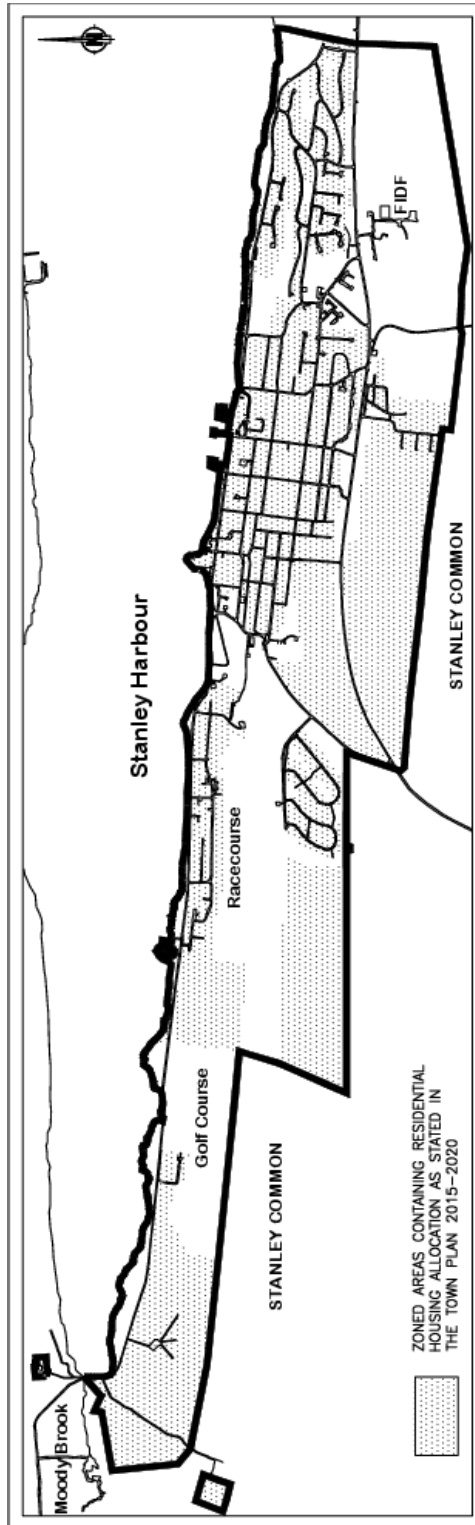 N
Moody Brook
Stanley Harbour
Golf Course
Racecourse
FIDF
STANLEY COMMON
STANLEY COMMON
ZONED AREAS CONTAINING RESIDENTIAL
HOUSING ALLOCATION AS STATED IN
THE TOWN PLAN 2015-2020